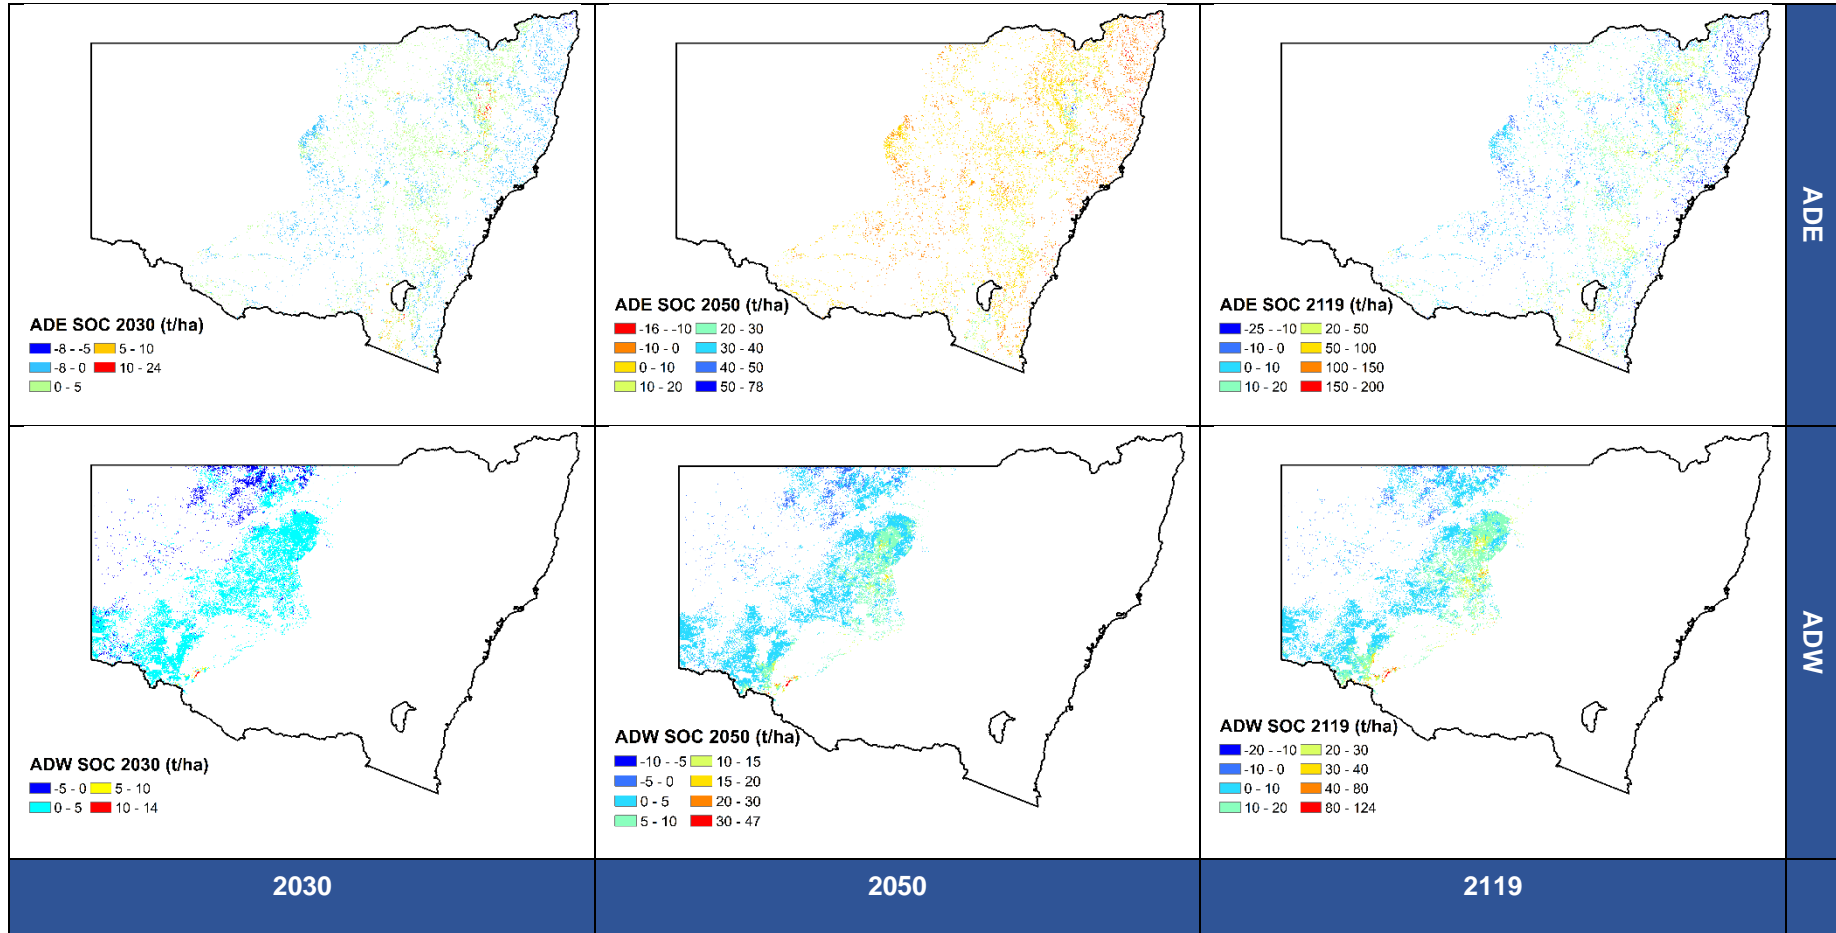 ADE SOC 2030 (t/ha)
-8 - -5 5 - 10
-8 - 0 10 - 24
0 - 5
ADE SOC 2050 (t/ha)
-16 - -10 20 - 30
-10 - 0 30 - 40
0 - 10 40 - 50
10 - 20 50 - 78
ADE SOC 2119 (t/ha)
-25 - -10 20 - 50
-10 - 0 50 - 100
0 - 10 100 - 150
10 - 20 150 - 200
ADE
ADW SOC 2030 (t/ha)
-5 - 0 5 - 10
0 - 5 10 - 14
ADW SOC 2050 (t/ha)
-10 - -5 10 - 15
-5 - 0 15 - 20
0 - 5 20 - 30
5 - 10 30 - 47
ADW SOC 2119 (t/ha)
-20 - -10 20 - 30
-10 - 0 30 - 40
0 - 10 40 - 80
10 - 20 80 - 124
ADW
2030
2050
2119